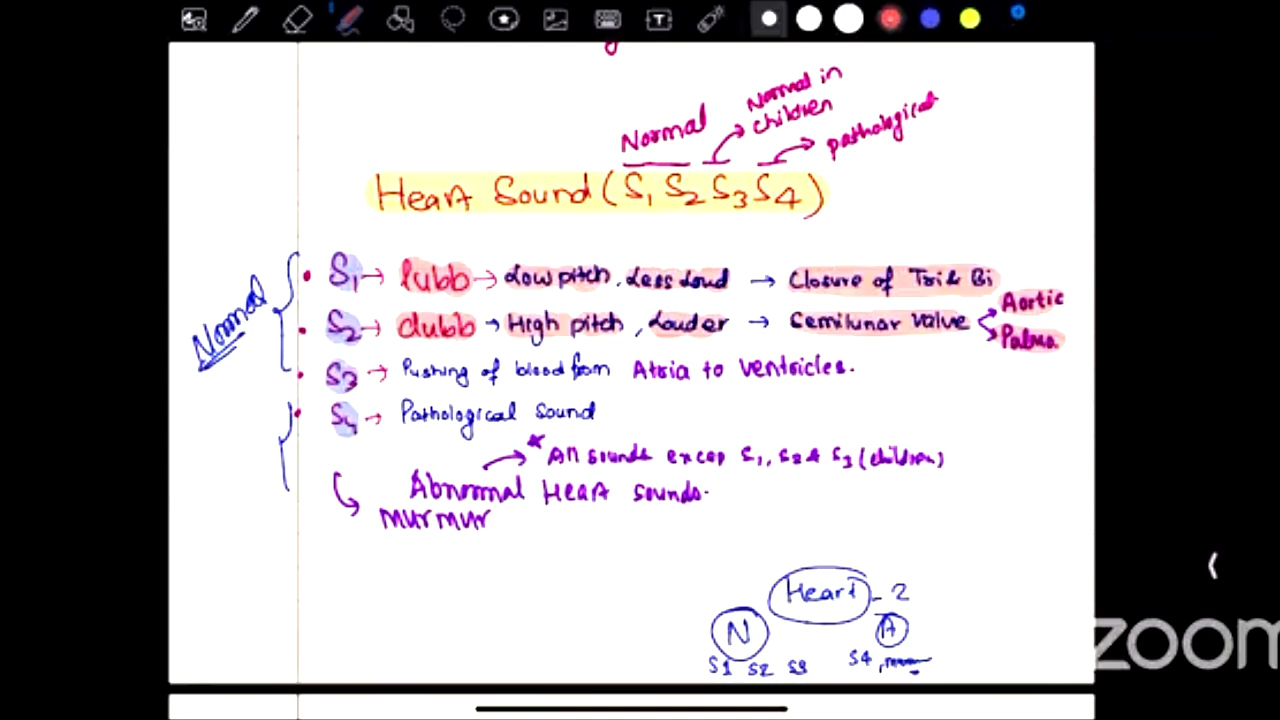 Normal
Normal in
children
pathological
Heart Sound (S1 S2 S3 S4)
Normal
• S1 → lubb → Low pitch, Less Loud → Closure of Tri & Bi
• S2 → dubb → High pitch, Louder → Semilunar Valve
Aortic
Palmo.
• S3 → Pushing of blood from Atria to Ventricles.
• S4 → Pathological Sound
* All sounds excep S1, S2 & S3 (children)
Abnormal Heart sounds.
murmur
Heart - 2
N
A
S1 S2 S3
S4,
zoom